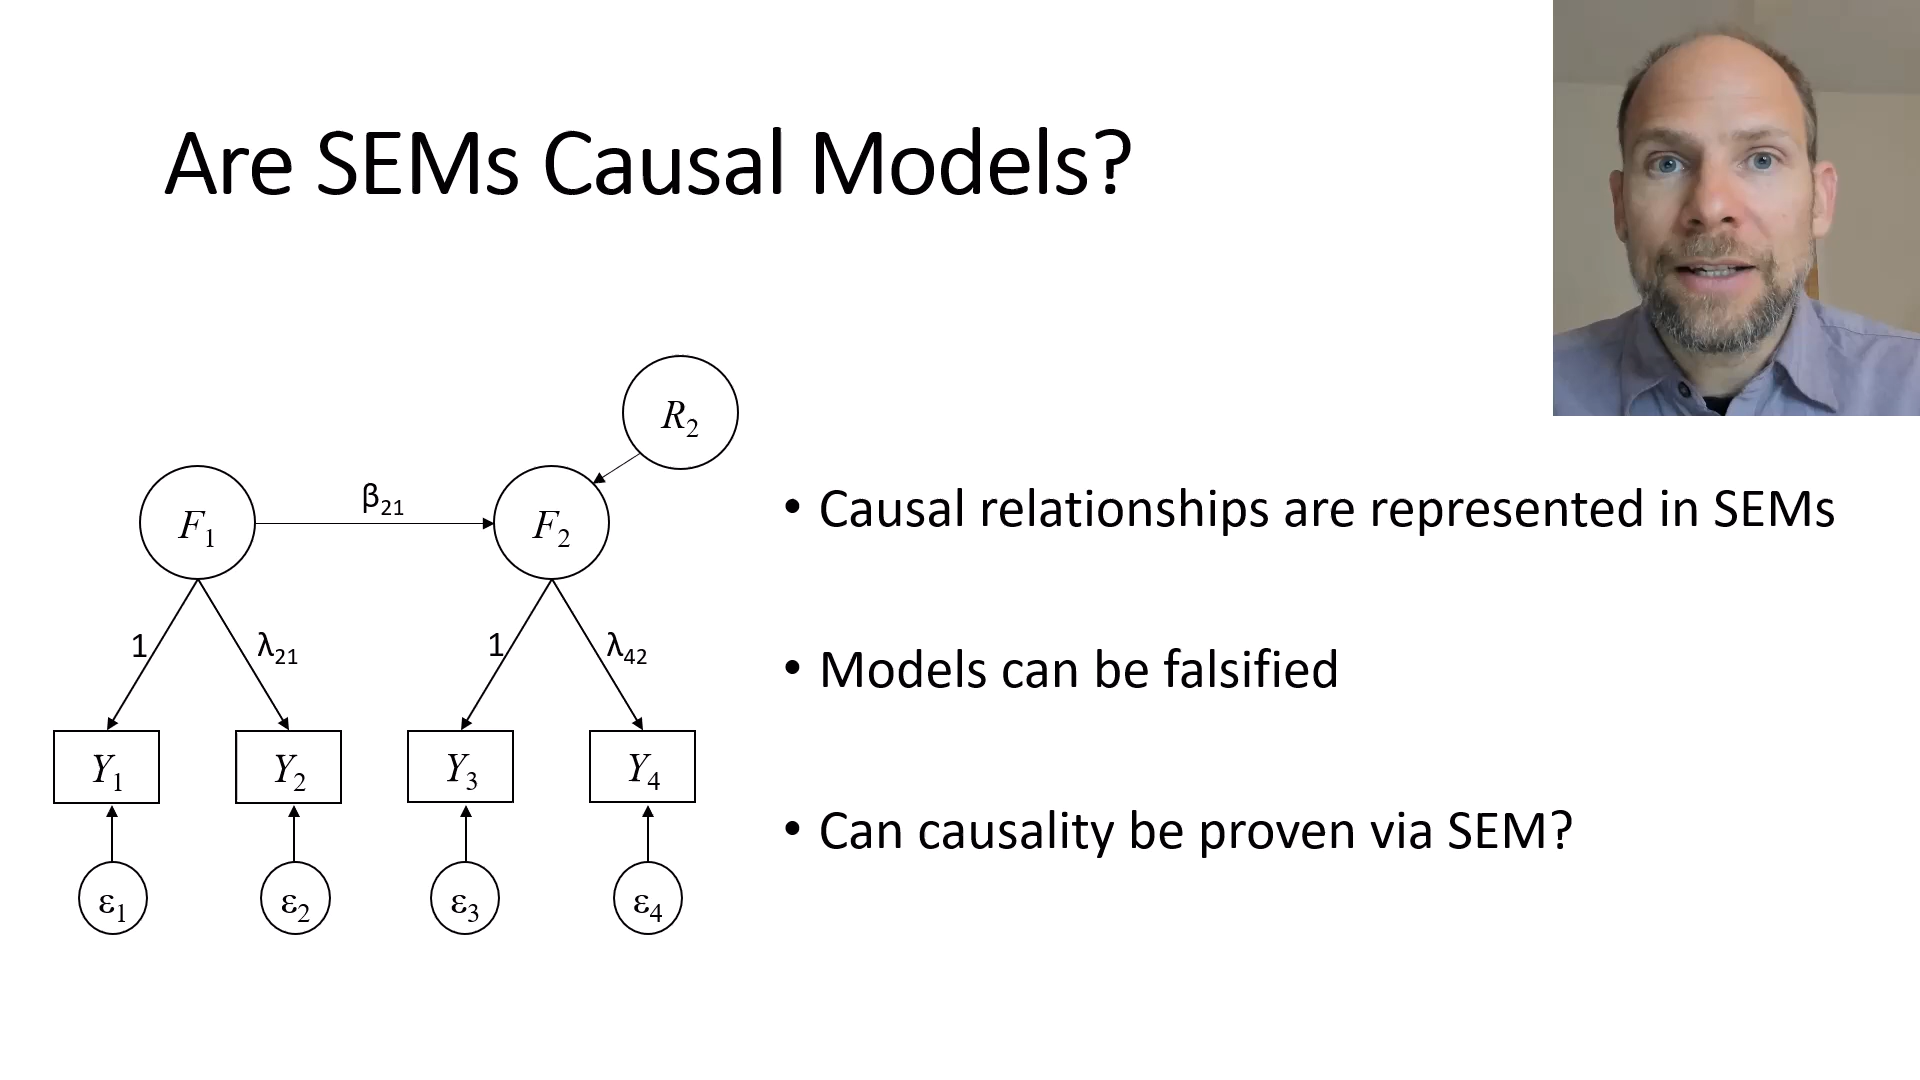 Are SEMs Causal Models?
R₂
β₂₁
F₁
F₂
1
λ₂₁
1
λ₄₂
Y₁
Y₂
Y₃
Y₄
ε₁
ε₂
ε₃
ε₄
• Causal relationships are represented in SEMs
• Models can be falsified
• Can causality be proven via SEM?